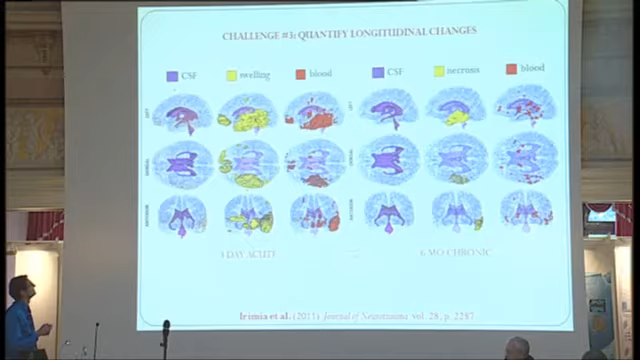 CHALLENGE #3: QUANTIFY LONGITUDINAL CHANGES
CSF swelling blood CSF necrosis blood
DAY ACUTE 6 MO CHRONIC
Irimia et al. (2011) Journal of Neurotrauma vol. 28, p. 2287